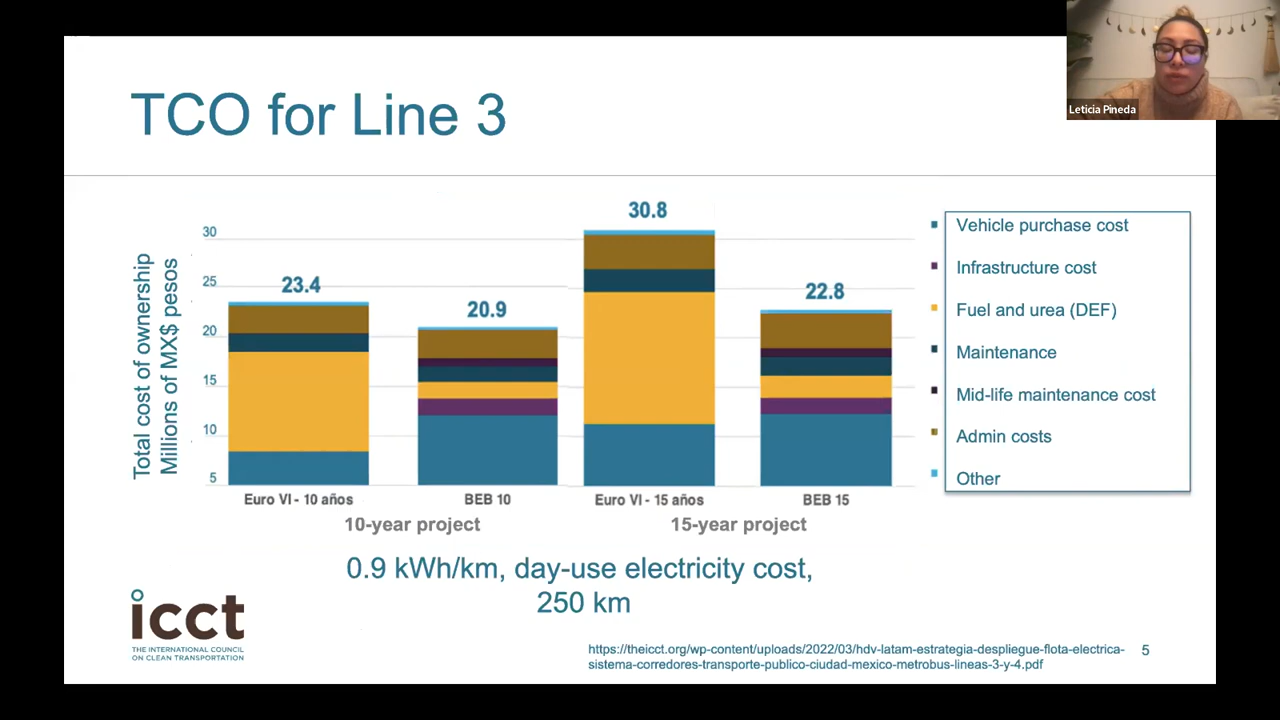 Leticia Pineda
TCO for Line 3
Total cost of ownership
Millions of MX$ pesos
30
25
20
15
10
5
23.4
20.9
30.8
22.8
Euro VI - 10 años
BEB 10
Euro VI - 15 años
BEB 15
10-year project
15-year project
Vehicle purchase cost
Infrastructure cost
Fuel and urea (DEF)
Maintenance
Mid-life maintenance cost
Admin costs
Other
0.9 kWh/km, day-use electricity cost,
250 km
icct
THE INTERNATIONAL COUNCIL
ON CLEAN TRANSPORTATION
https://theicct.org/wp-content/uploads/2022/03/hdv-latam-estrategia-despliegue-flota-electrica-
sistema-corredores-transporte-publico-ciudad-mexico-metrobus-lineas-3-y-4.pdf
5